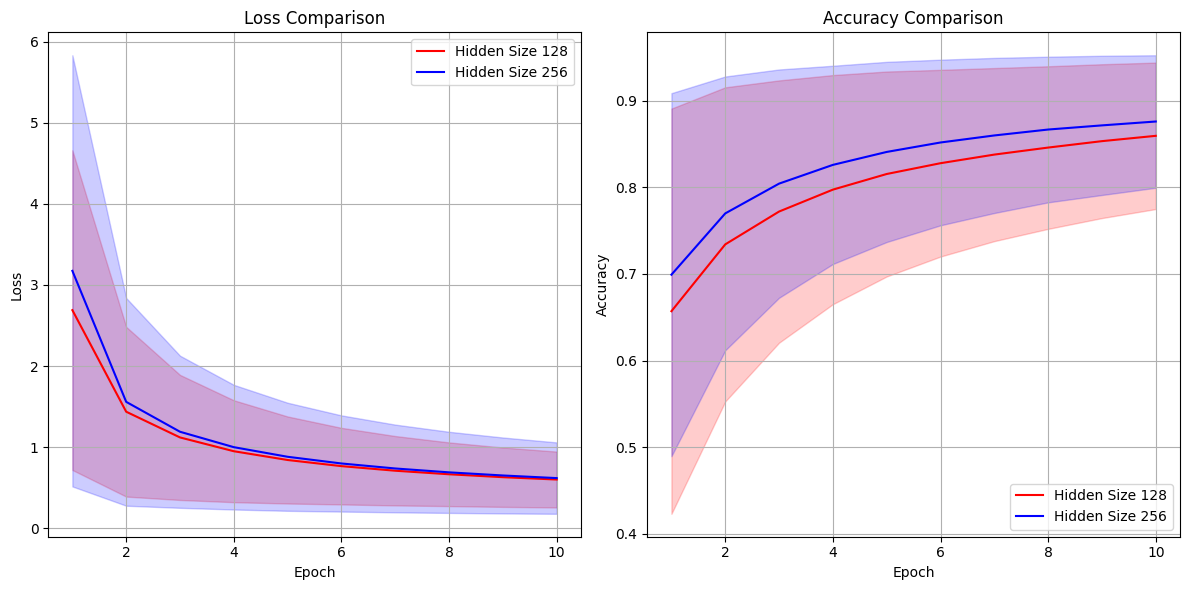 Loss Comparison
6
5
4
3
2
1
0
Loss
Hidden Size 128
Hidden Size 256
2 4 6 8 10
Epoch
Accuracy Comparison
0.9
0.8
0.7
0.6
0.5
0.4
Accuracy
Hidden Size 128
Hidden Size 256
2 4 6 8 10
Epoch